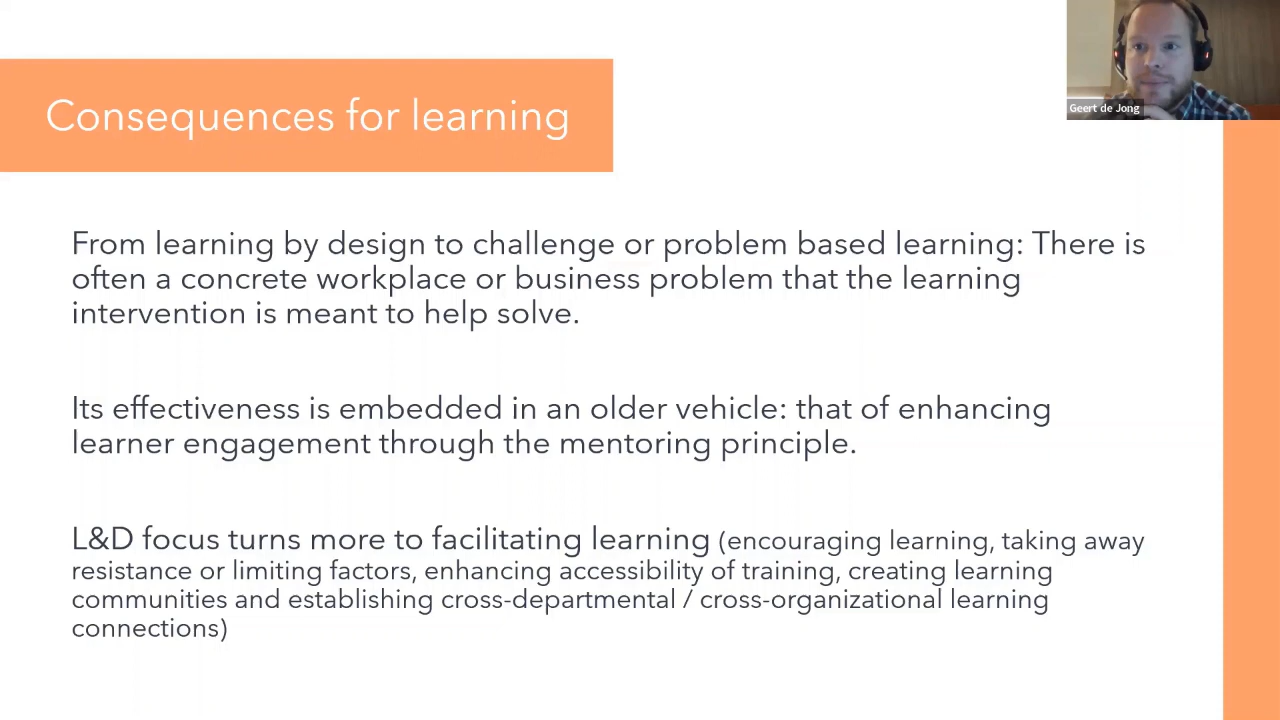 Consequences for learning
Geert de Jong
From learning by design to challenge or problem based learning: There is
often a concrete workplace or business problem that the learning
intervention is meant to help solve.
Its effectiveness is embedded in an older vehicle: that of enhancing
learner engagement through the mentoring principle.
L&D focus turns more to facilitating learning (encouraging learning, taking away
resistance or limiting factors, enhancing accessibility of training, creating learning
communities and establishing cross-departmental / cross-organizational learning
connections)